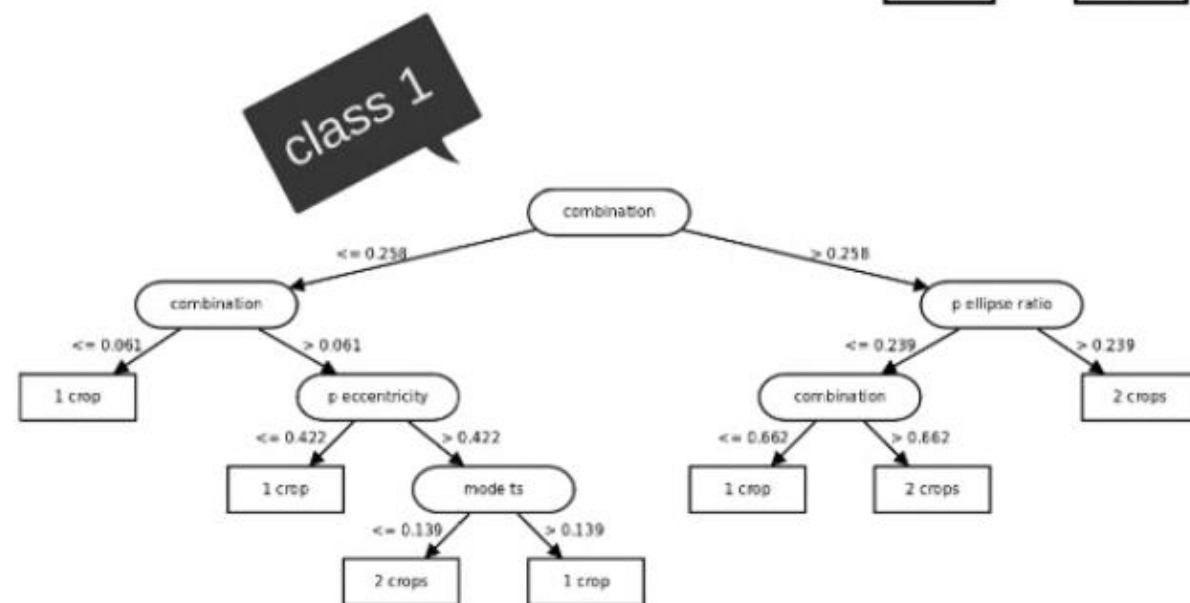 class 1
combination
<= 0.258 > 0.258
combination p ellipse ratio
<= 0.061 > 0.061 <= 0.239 > 0.239
1 crop p eccentricity combination 2 crops
<= 0.422 > 0.422 <= 0.662 > 0.662
1 crop mode ts 1 crop 2 crops
<= 0.139 > 0.139
2 crops 1 crop